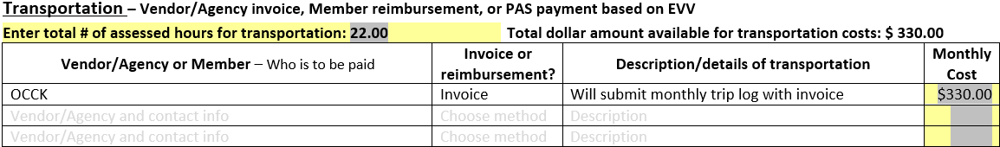 Transportation – Vendor/Agency invoice, Member reimbursement, or PAS payment based on EVV
Enter total # of assessed hours for transportation: 22.00 Total dollar amount available for transportation costs: $ 330.00
Vendor/Agency or Member – Who is to be paid Invoice or reimbursement? Description/details of transportation Monthly Cost
OCCK Invoice Will submit monthly trip log with invoice $330.00
Vendor/Agency and contact info Choose method Description
Vendor/Agency and contact info Choose method Description